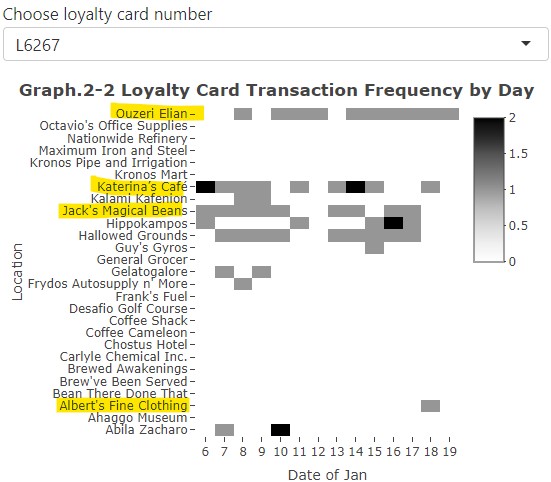 Choose loyalty card number
L6267
Graph.2-2 Loyalty Card Transaction Frequency by Day
Ouzeri Elian
Octavio's Office Supplies
Nationwide Refinery
Maximum Iron and Steel
Kronos Pipe and Irrigation
Kronos Mart
Katerina's Café
Kalami Kafenion
Jack's Magical Beans
Hippokampos
Hallowed Grounds
Guy's Gyros
General Grocer
Gelatogalore
Frydos Autosupply n' More
Frank's Fuel
Desafio Golf Course
Coffee Shack
Coffee Cameleon
Chostus Hotel
Carlyle Chemical Inc.
Brewed Awakenings
Brew've Been Served
Bean There Done That
Albert's Fine Clothing
Ahaggo Museum
Abila Zacharo
Location
6 7 8 9 10 11 12 13 14 15 16 17 18 19
Date of Jan
2
1.5
1
0.5
0